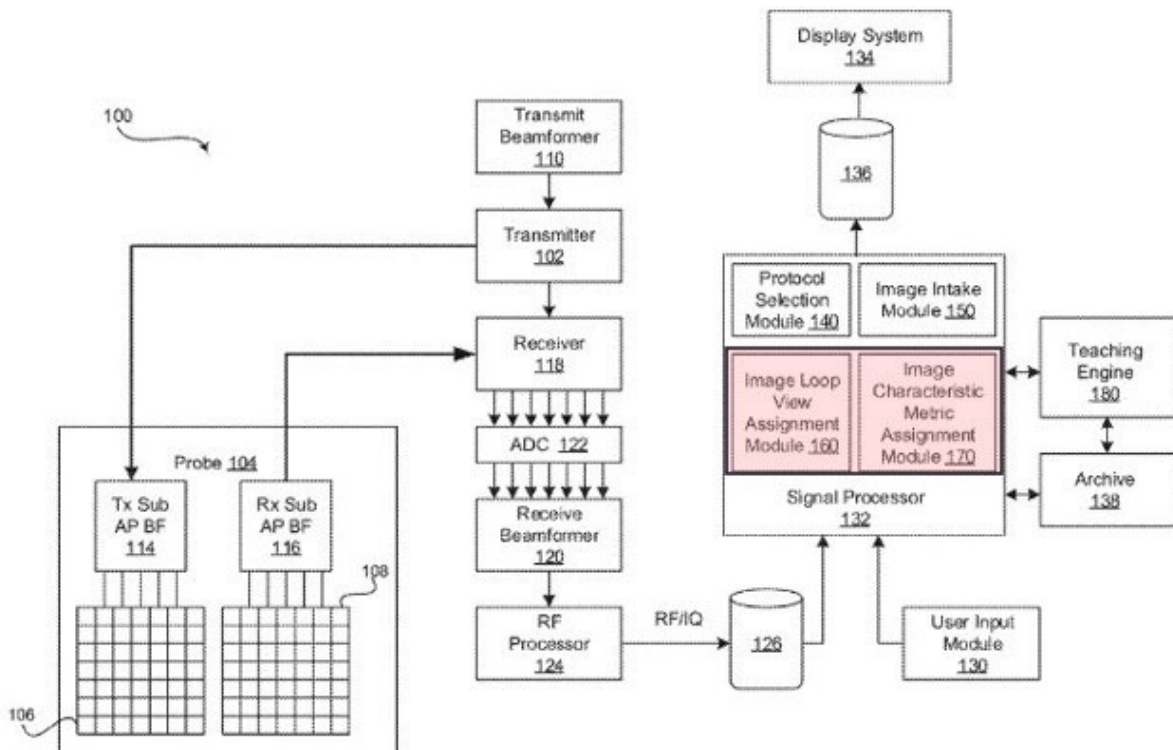 Display System
134
100
Transmit
Beamformer
110
136
Transmitter
102
Protocol
Selection
Module 140
Image Intake
Module 150
Receiver
118
Teaching
Engine
180
Image Loop
View
Assignment
Module 160
Image
Characteristic
Metric
Assignment
Module 170
ADC 122
Probe 104
Tx Sub
AP BF
114
Rx Sub
AP BF
116
Signal Processor
132
Archive
138
Receive
Beamformer
120
108
RF
Processor
124
RF/IQ
126
User Input
Module
130
106